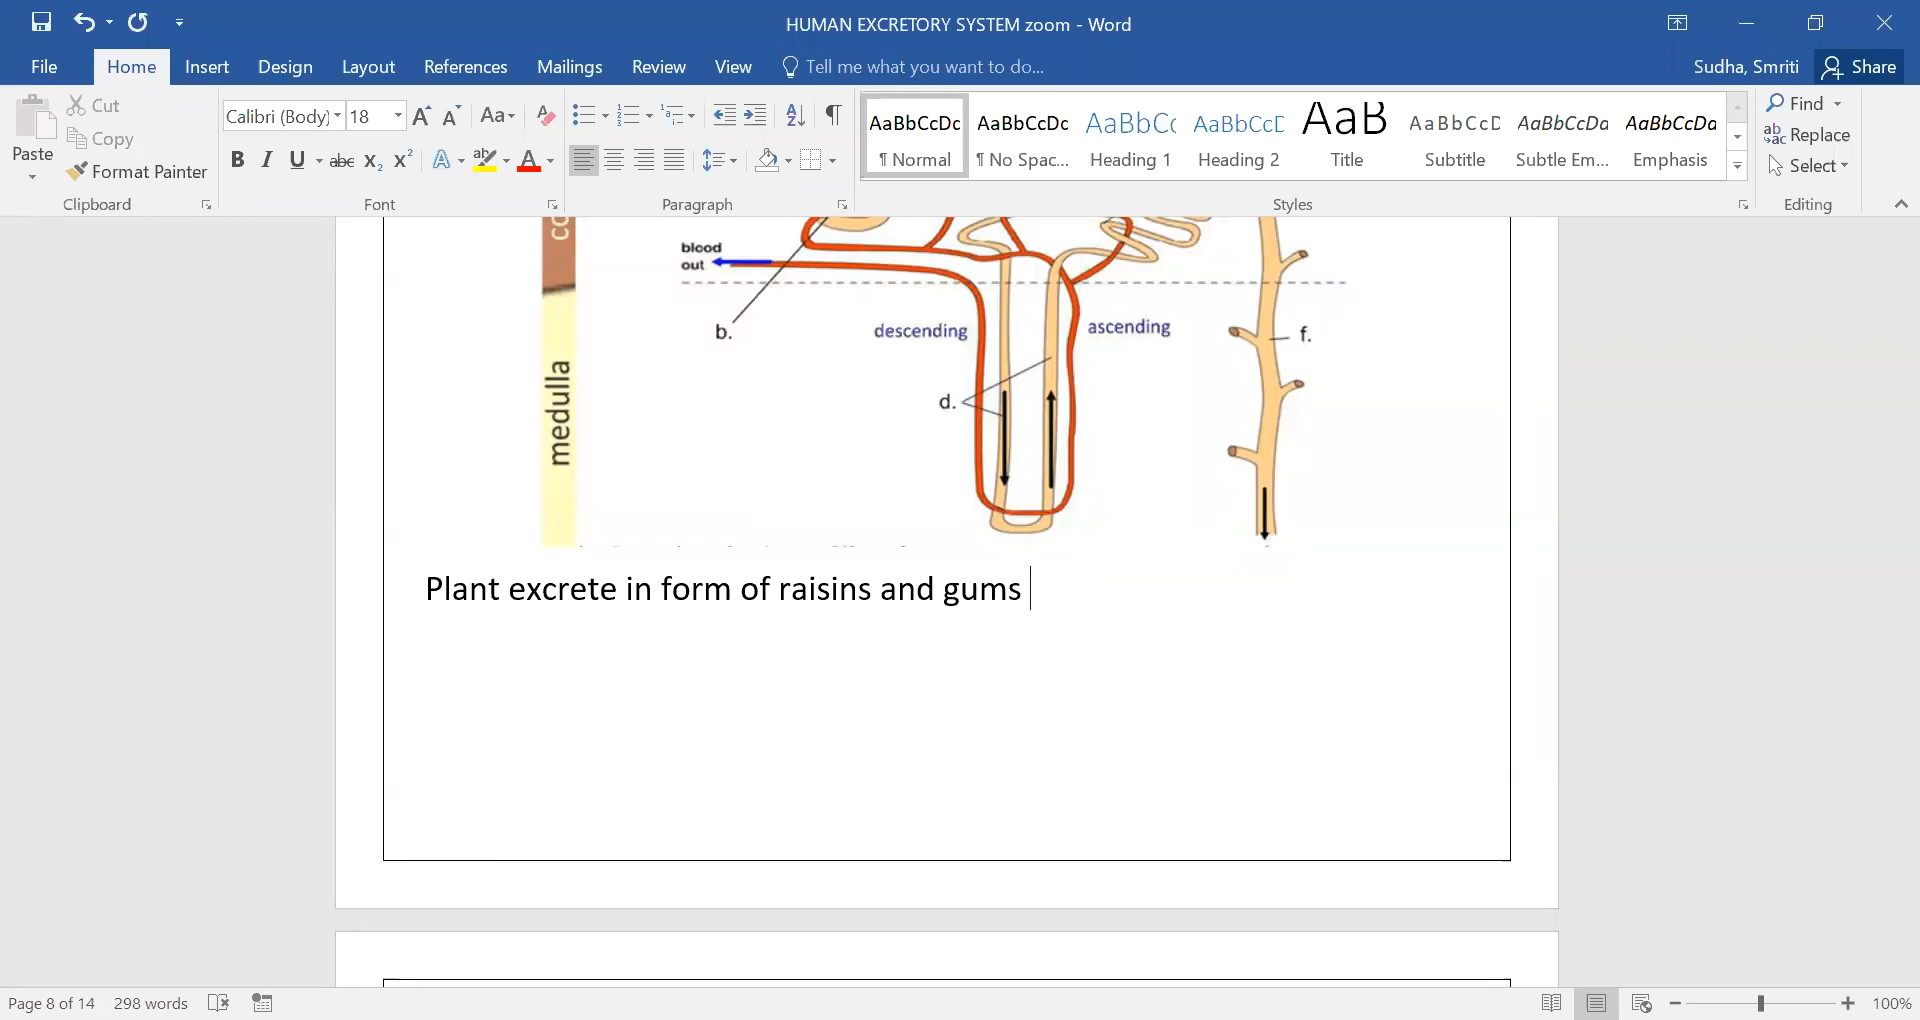 HUMAN EXCRETORY SYSTEM zoom - Word
File Home Insert Design Layout References Mailings Review View Tell me what you want to do... Sudha, Smriti Share
Cut
Copy
Paste
Format Painter
Clipboard
Calibri (Body) 18
Font
Paragraph
AaBbCcDc AaBbCcDc AaBbCc AaBbCcD AaB AaBbCcD AaBbCcDa AaBbCcDa
¶ Normal ¶ No Spac... Heading 1 Heading 2 Title Subtitle Subtle Em... Emphasis
Styles
Find
Replace
Select
Editing
co
medulla
blood
out
b.
descending
ascending
d.
f.
Plant excrete in form of raisins and gums
Page 8 of 14 298 words 100%